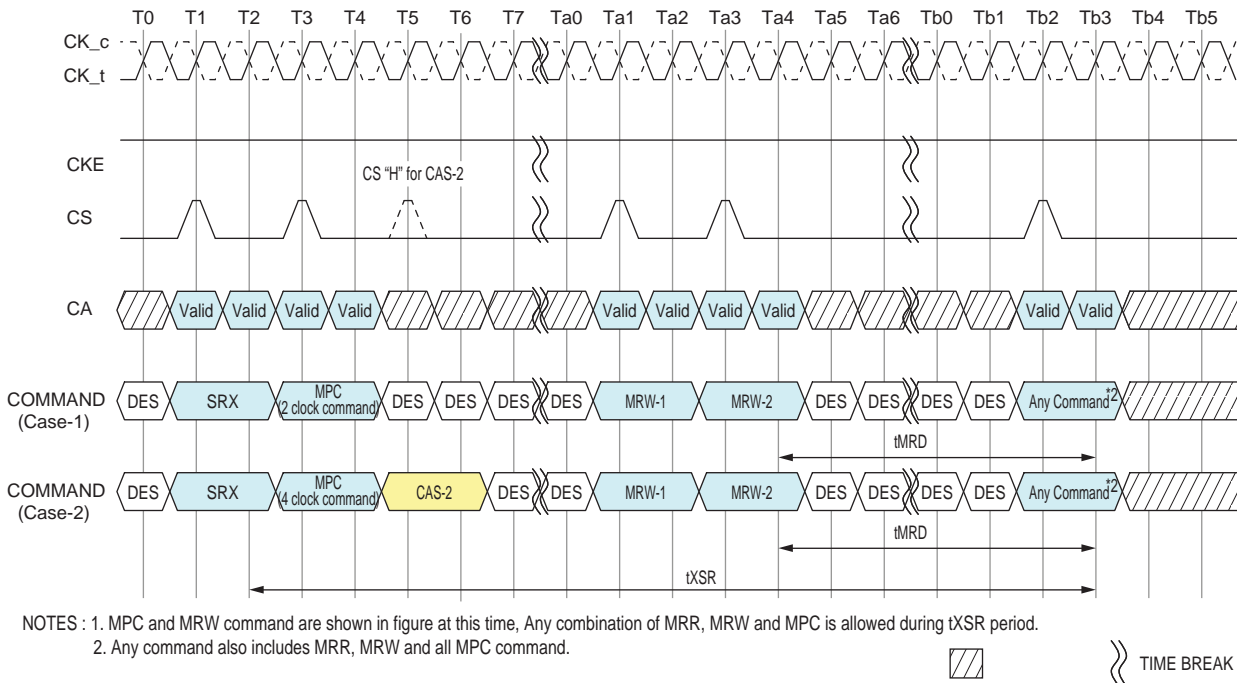 T0 T1 T2 T3 T4 T5 T6 T7 Ta0 Ta1 Ta2 Ta3 Ta4 Ta5 Ta6 Tb0 Tb1 Tb2 Tb3 Tb4 Tb5
CK_c
CK_t
CKE
CS “H” for CAS-2
CS
CA Valid Valid Valid Valid Valid Valid Valid Valid Valid Valid
COMMAND (Case-1) DES SRX MPC (2 clock command) DES DES DES DES MRW-1 MRW-2 DES DES DES DES Any Command*2
tMRD
COMMAND (Case-2) DES SRX MPC (4 clock command) CAS-2 DES DES MRW-1 MRW-2 DES DES DES DES Any Command*2
tMRD
tXSR
NOTES : 1. MPC and MRW command are shown in figure at this time, Any combination of MRR, MRW and MPC is allowed during tXSR period.
2. Any command also includes MRR, MRW and all MPC command.
TIME BREAK